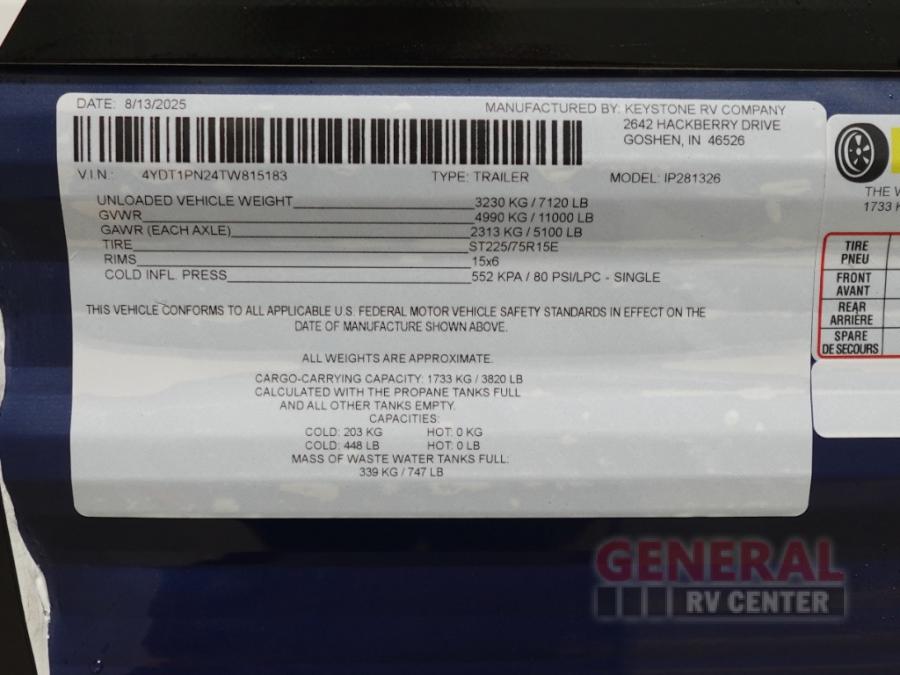 DATE: 8/13/2025
MANUFACTURED BY: KEYSTONE RV COMPANY
2642 HACKBERRY DRIVE
GOSHEN, IN 46526
V.I.N.: 4YDT1PN24TW815183 TYPE: TRAILER MODEL: IP281326
UNLOADED VEHICLE WEIGHT 3230 KG / 7120 LB
GVWR 4990 KG / 11000 LB
GAWR (EACH AXLE) 2313 KG / 5100 LB
TIRE ST225/75R15E
RIMS 15x6
COLD INFL. PRESS 552 KPA / 80 PSI/LPC - SINGLE
THIS VEHICLE CONFORMS TO ALL APPLICABLE U.S. FEDERAL MOTOR VEHICLE SAFETY STANDARDS IN EFFECT ON THE
DATE OF MANUFACTURE SHOWN ABOVE.
ALL WEIGHTS ARE APPROXIMATE.
CARGO-CARRYING CAPACITY: 1733 KG / 3820 LB
CALCULATED WITH THE PROPANE TANKS FULL
AND ALL OTHER TANKS EMPTY.
CAPACITIES:
COLD: 203 KG HOT: 0 KG
COLD: 448 LB HOT: 0 LB
MASS OF WASTE WATER TANKS FULL:
339 KG / 747 LB
THE
1733
TIRE
PNEU
FRONT
AVANT
REAR
ARRIÈRE
SPARE
DE SECOURS
GENERAL
RV CENTER